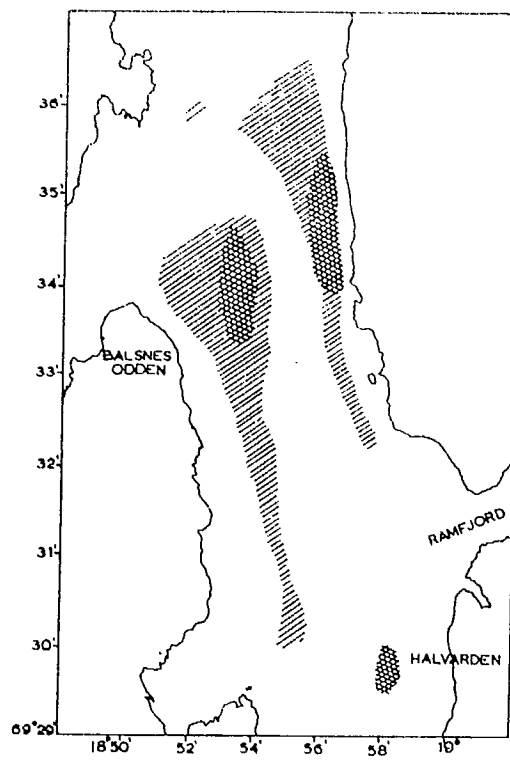 36'
35'
34'
BALSNES
ODDEN
33'
32'
RAMFJORD
31'
30'
HALVARDEN
69°29'
18°50' 52' 54' 56' 58' 19°